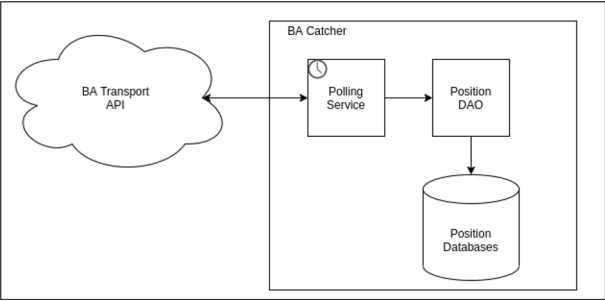 BA Catcher
BA Transport
API
Polling
Service
Position
DAO
Position
Databases